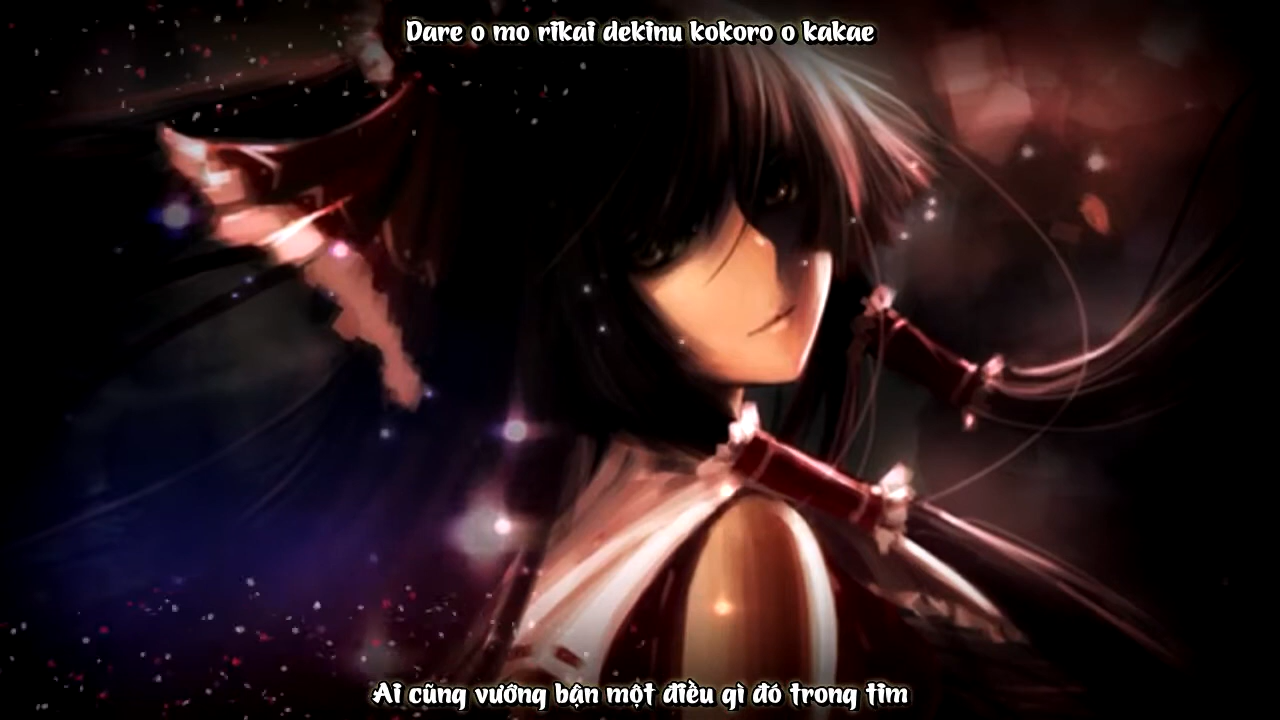 Dare o mo rikai dekinu kokoro o kakae
Ai cũng vướng bận một điều gì đó trong tim